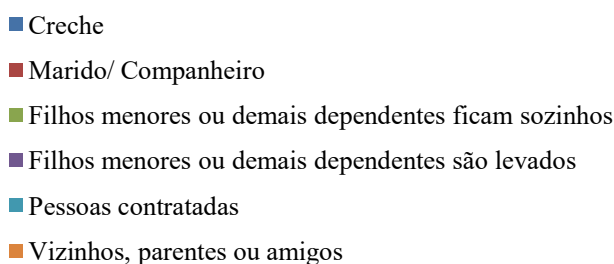 Creche
Marido/ Companheiro
Filhos menores ou demais dependentes ficam sozinhos
Filhos menores ou demais dependentes são levados
Pessoas contratadas
Vizinhos, parentes ou amigos